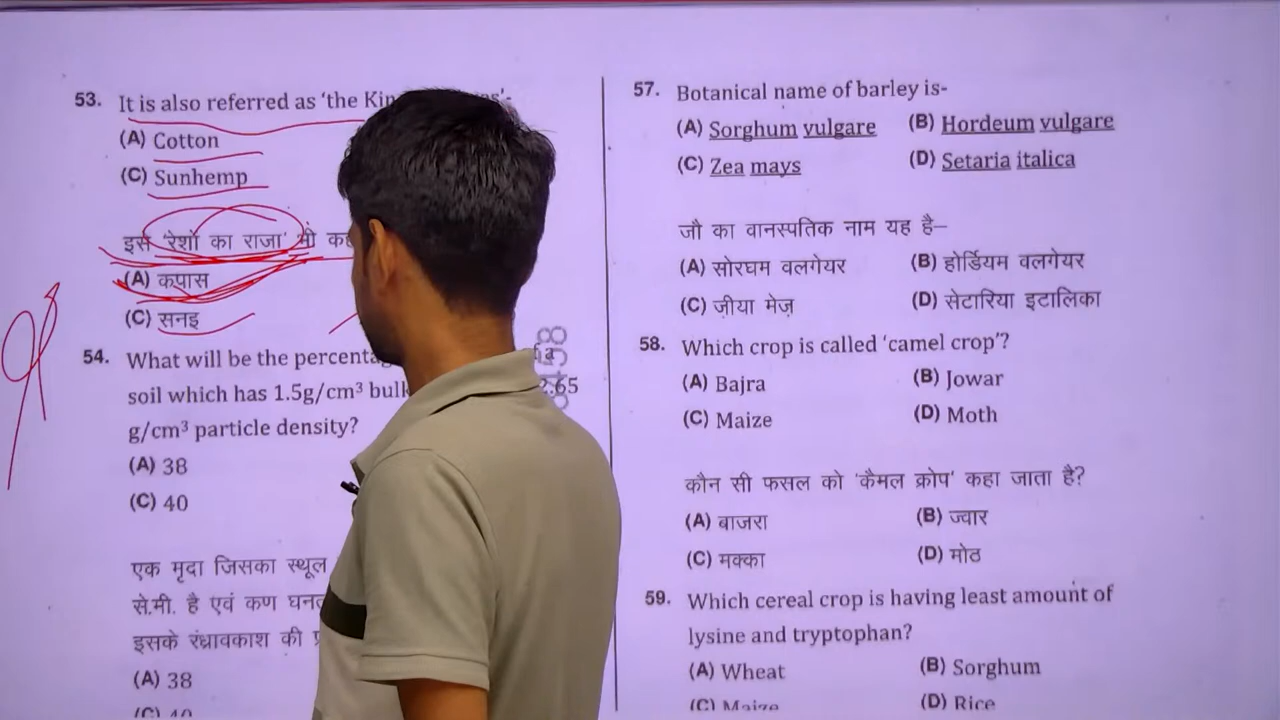 53. It is also referred as 'the
(A) Cotton
(C) Sunhemp
इसे 'रेशों का राजा' भी
(A) कपास
(C) सनइ
54. What will be the
soil which has 1.5g/cm³ 2.65
g/cm³ particle density?
(A) 38
(C) 40
एक मृदा जिसका स्थूल
से.मी. है एवं कण
इसके रंध्रावकाश की
(A) 38
(C) 40
57. Botanical name of barley is-
(A) Sorghum vulgare (B) Hordeum vulgare
(C) Zea mays (D) Setaria italica
जौ का वानस्पतिक नाम यह है–
(A) सोरघम वलगेयर (B) होर्डियम वलगेयर
(C) ज़ीया मेज़ (D) सेटारिया इटालिका
58. Which crop is called 'camel crop'?
(A) Bajra (B) Jowar
(C) Maize (D) Moth
कौन सी फसल को 'कैमल क्रोप' कहा जाता है?
(A) बाजरा (B) ज्वार
(C) मक्का (D) मोठ
59. Which cereal crop is having least amount of
lysine and tryptophan?
(A) Wheat (B) Sorghum
(C) Maize (D) Rice